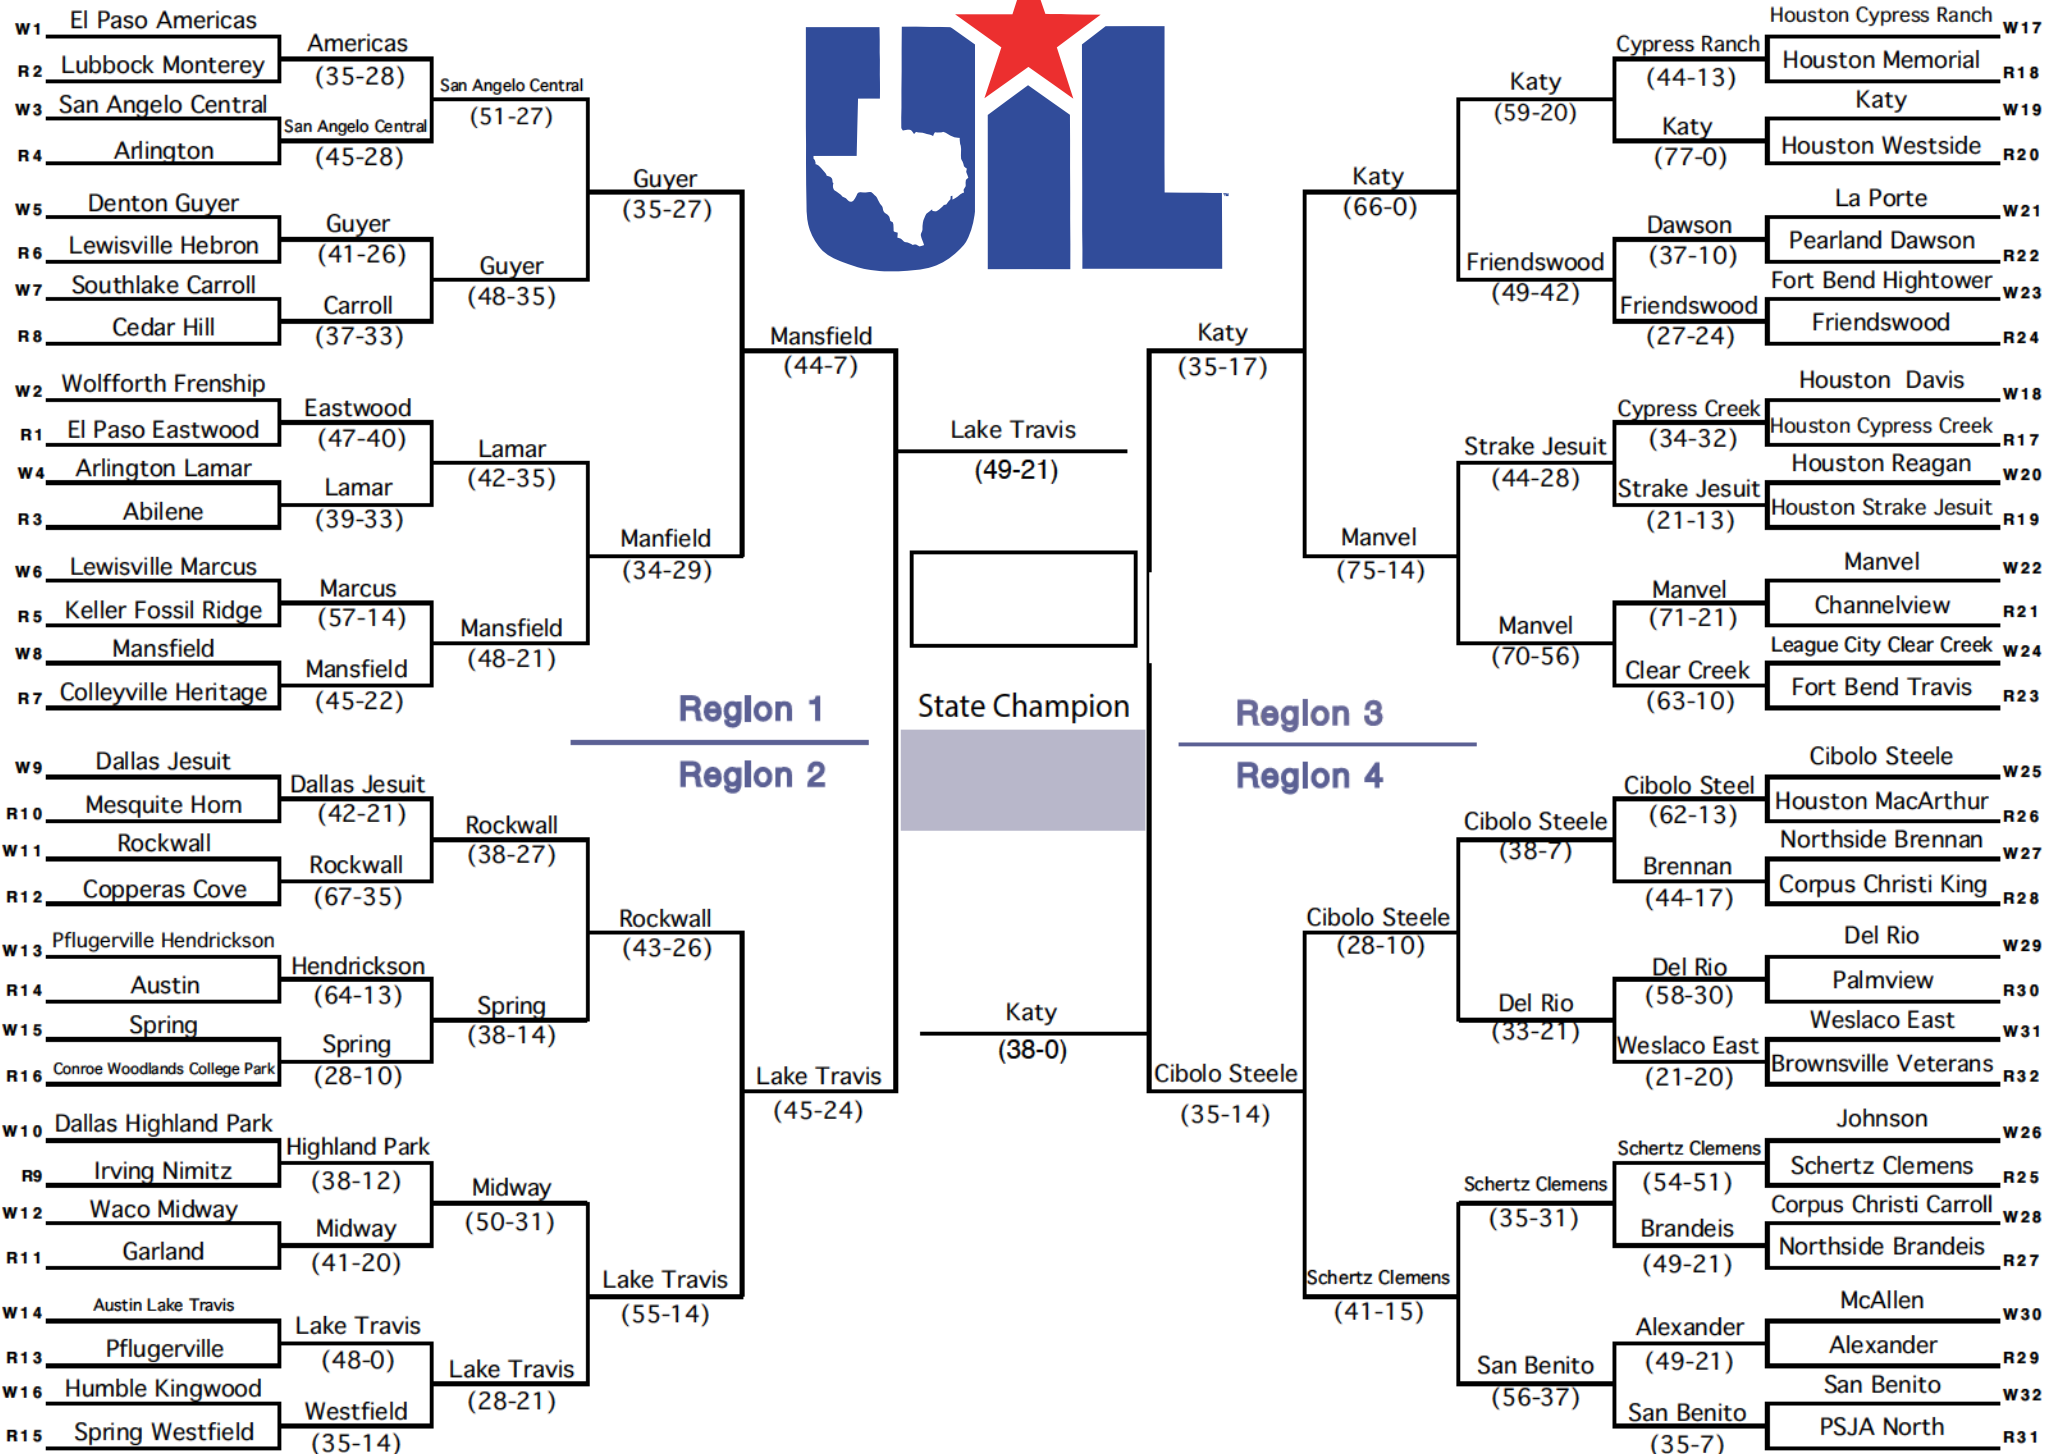 W1 El Paso Americas
R2 Lubbock Monterey
Americas
(35-28)
W3 San Angelo Central
R4 Arlington
San Angelo Central
(45-28)
San Angelo Central
(51-27)
W5 Denton Guyer
R6 Lewisville Hebron
Guyer
(41-26)
W7 Southlake Carroll
R8 Cedar Hill
Carroll
(37-33)
Guyer
(48-35)
Guyer
(35-27)
W2 Wolfforth Frenship
R1 El Paso Eastwood
Eastwood
(47-40)
W4 Arlington Lamar
R3 Abilene
Lamar
(39-33)
Lamar
(42-35)
W6 Lewisville Marcus
R5 Keller Fossil Ridge
Marcus
(57-14)
W8 Mansfield
R7 Colleyville Heritage
Mansfield
(45-22)
Mansfield
(48-21)
Manfield
(34-29)
Mansfield
(44-7)
Region 1
Region 2
W9 Dallas Jesuit
R10 Mesquite Horn
Dallas Jesuit
(42-21)
W11 Rockwall
R12 Copperas Cove
Rockwall
(67-35)
Rockwall
(38-27)
W13 Pflugerville Hendrickson
R14 Austin
Hendrickson
(64-13)
W15 Spring
R16 Conroe Woodlands College Park
Spring
(28-10)
Spring
(38-14)
Rockwall
(43-26)
W10 Dallas Highland Park
R9 Irving Nimitz
Highland Park
(38-12)
W12 Waco Midway
R11 Garland
Midway
(41-20)
Midway
(50-31)
W14 Austin Lake Travis
R13 Pflugerville
Lake Travis
(48-0)
W16 Humble Kingwood
R15 Spring Westfield
Westfield
(35-14)
Lake Travis
(28-21)
Lake Travis
(55-14)
Lake Travis
(45-24)
UIL
Lake Travis
(49-21)
State Champion
Katy
(38-0)
Houston Cypress Ranch W17
Houston Memorial R18
Cypress Ranch
(44-13)
Katy W19
Houston Westside R20
Katy
(77-0)
Katy
(59-20)
La Porte W21
Pearland Dawson R22
Dawson
(37-10)
Fort Bend Hightower W23
Friendswood R24
Friendswood
(27-24)
Friendswood
(49-42)
Katy
(66-0)
Houston Davis W18
Houston Cypress Creek R17
Cypress Creek
(34-32)
Houston Reagan W20
Houston Strake Jesuit R19
Strake Jesuit
(21-13)
Strake Jesuit
(44-28)
Manvel W22
Channelview R21
Manvel
(71-21)
League City Clear Creek W24
Fort Bend Travis R23
Clear Creek
(63-10)
Manvel
(70-56)
Manvel
(75-14)
Katy
(35-17)
Region 3
Region 4
Cibolo Steele W25
Houston MacArthur R26
Cibolo Steel
(62-13)
Northside Brennan W27
Corpus Christi King R28
Brennan
(44-17)
Cibolo Steele
(38-7)
Del Rio W29
Palmview R30
Del Rio
(58-30)
Weslaco East W31
Brownsville Veterans R32
Weslaco East
(21-20)
Del Rio
(33-21)
Cibolo Steele
(28-10)
Johnson W26
Schertz Clemens R25
Schertz Clemens
(54-51)
Corpus Christi Carroll W28
Northside Brandeis R27
Brandeis
(49-21)
Schertz Clemens
(35-31)
McAllen W30
Alexander R29
Alexander
(49-21)
San Benito W32
PSJA North R31
San Benito
(35-7)
San Benito
(56-37)
Schertz Clemens
(41-15)
Cibolo Steele
(35-14)